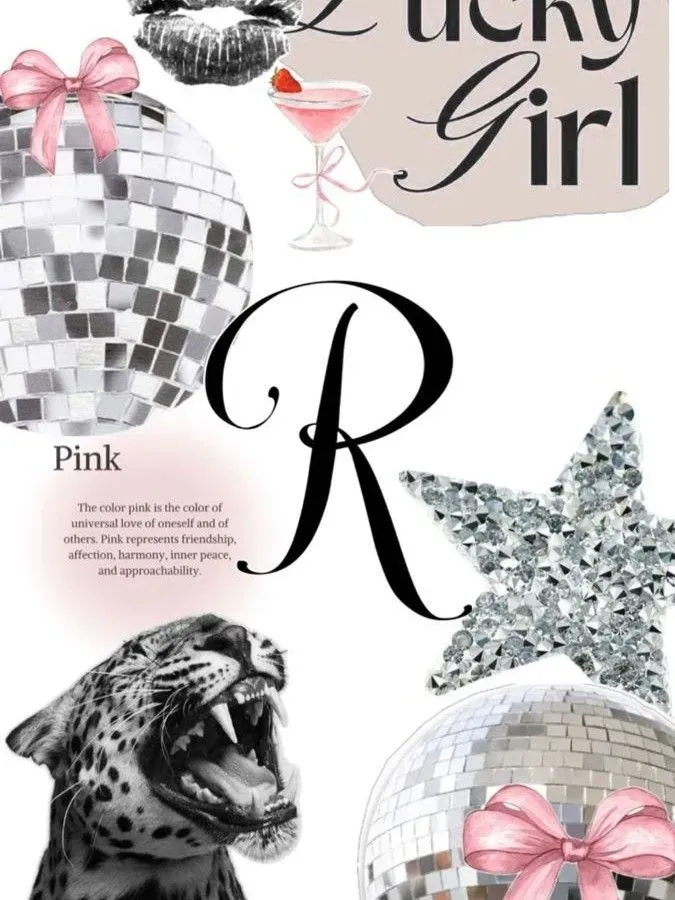 Lucky
Girl
R
Pink
The color pink is the color of
universal love of oneself and of
others. Pink represents friendship,
affection, harmony, inner peace,
and approachability.